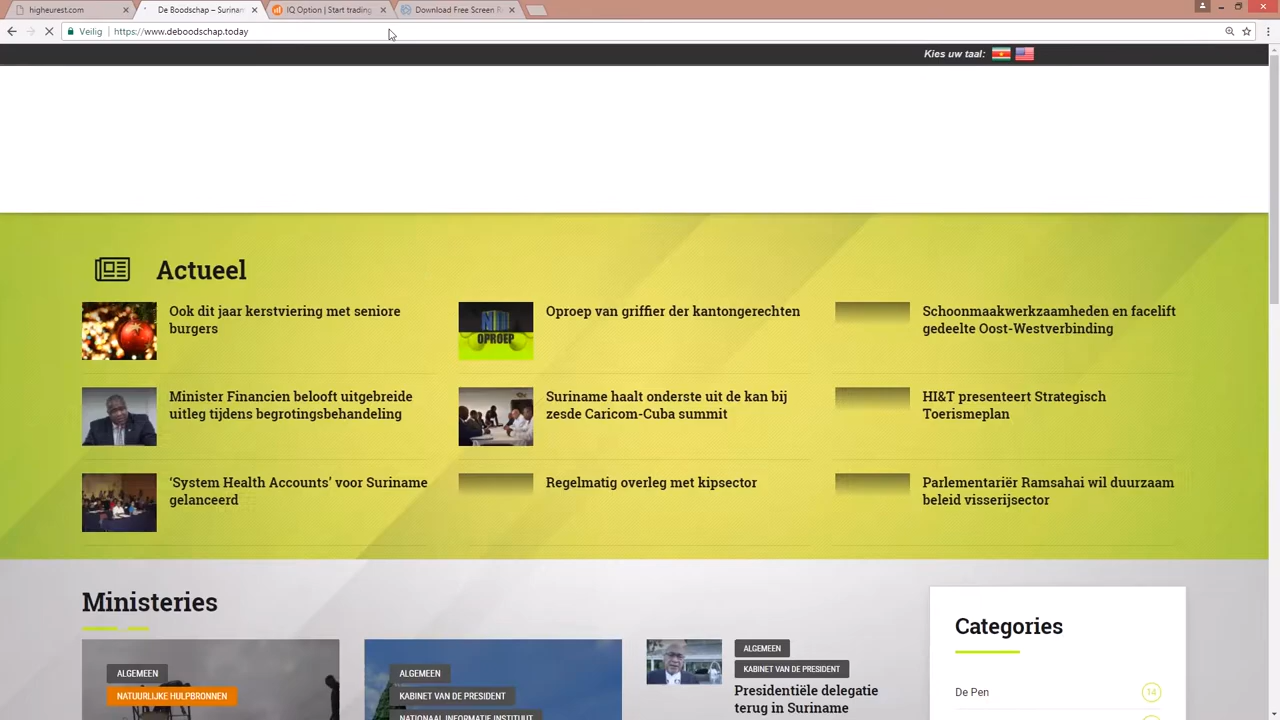 higheurest.com
De Boodschap – Surinam
IQ Option | Start trading
Download Free Screen R
Veilig
https://www.deboodschap.today
Kies uw taal:
Actueel
Ook dit jaar kerstviering met seniore
burgers
OPROEP
Oproep van griffier der kantongerechten
Schoonmaakwerkzaamheden en facelift
gedeelte Oost-Westverbinding
Minister Financien belooft uitgebreide
uitleg tijdens begrotingsbehandeling
Suriname haalt onderste uit de kan bij
zesde Caricom-Cuba summit
HI&T presenteert Strategisch
Toerismeplan
‘System Health Accounts’ voor Suriname
gelanceerd
Regelmatig overleg met kipsector
Parlementariër Ramsahai wil duurzaam
beleid visserijsector
Ministeries
ALGEMEEN
NATUURLIJKE HULPBRONNEN
ALGEMEEN
KABINET VAN DE PRESIDENT
NATIONAAL INFORMATIE INSTITUUT
ALGEMEEN
KABINET VAN DE PRESIDENT
Presidentiële delegatie
terug in Suriname
Categories
De Pen
14